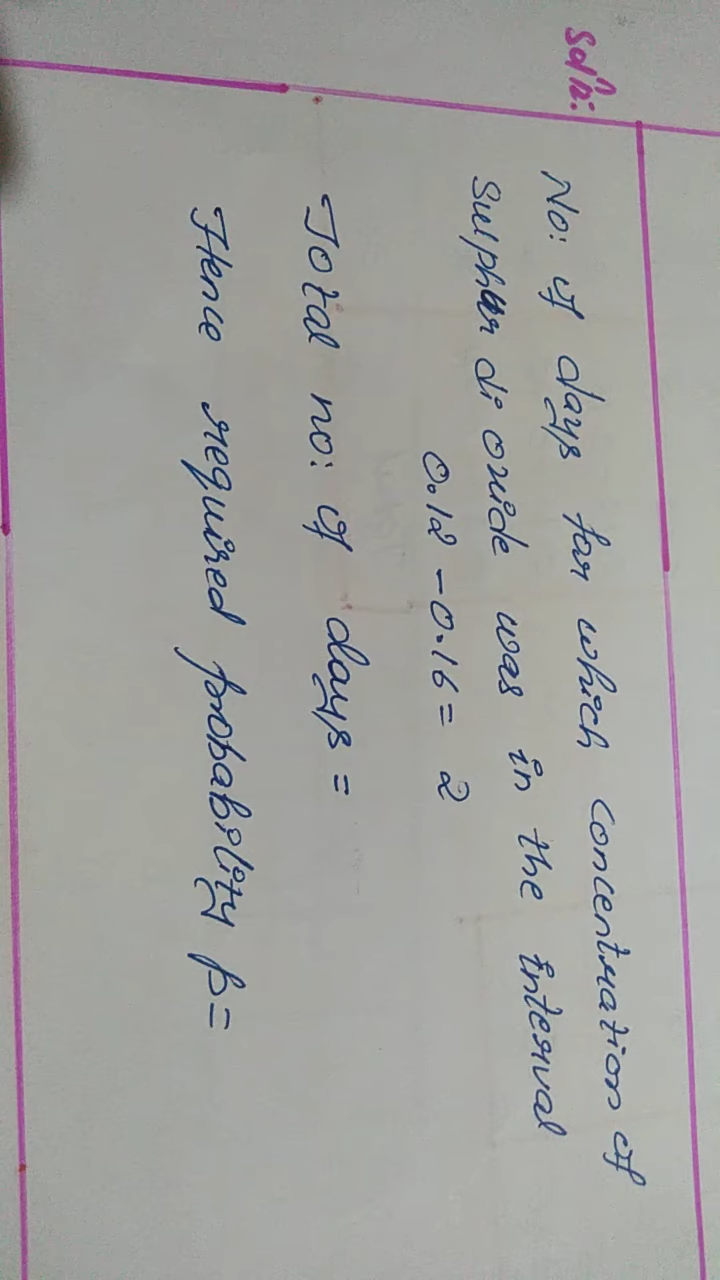 Sol'n:
No: of days for which concentration of
Sulphur di oxide was in the interval
0.12 - 0.16 = 2
Total no: of days =
Hence required probability p =